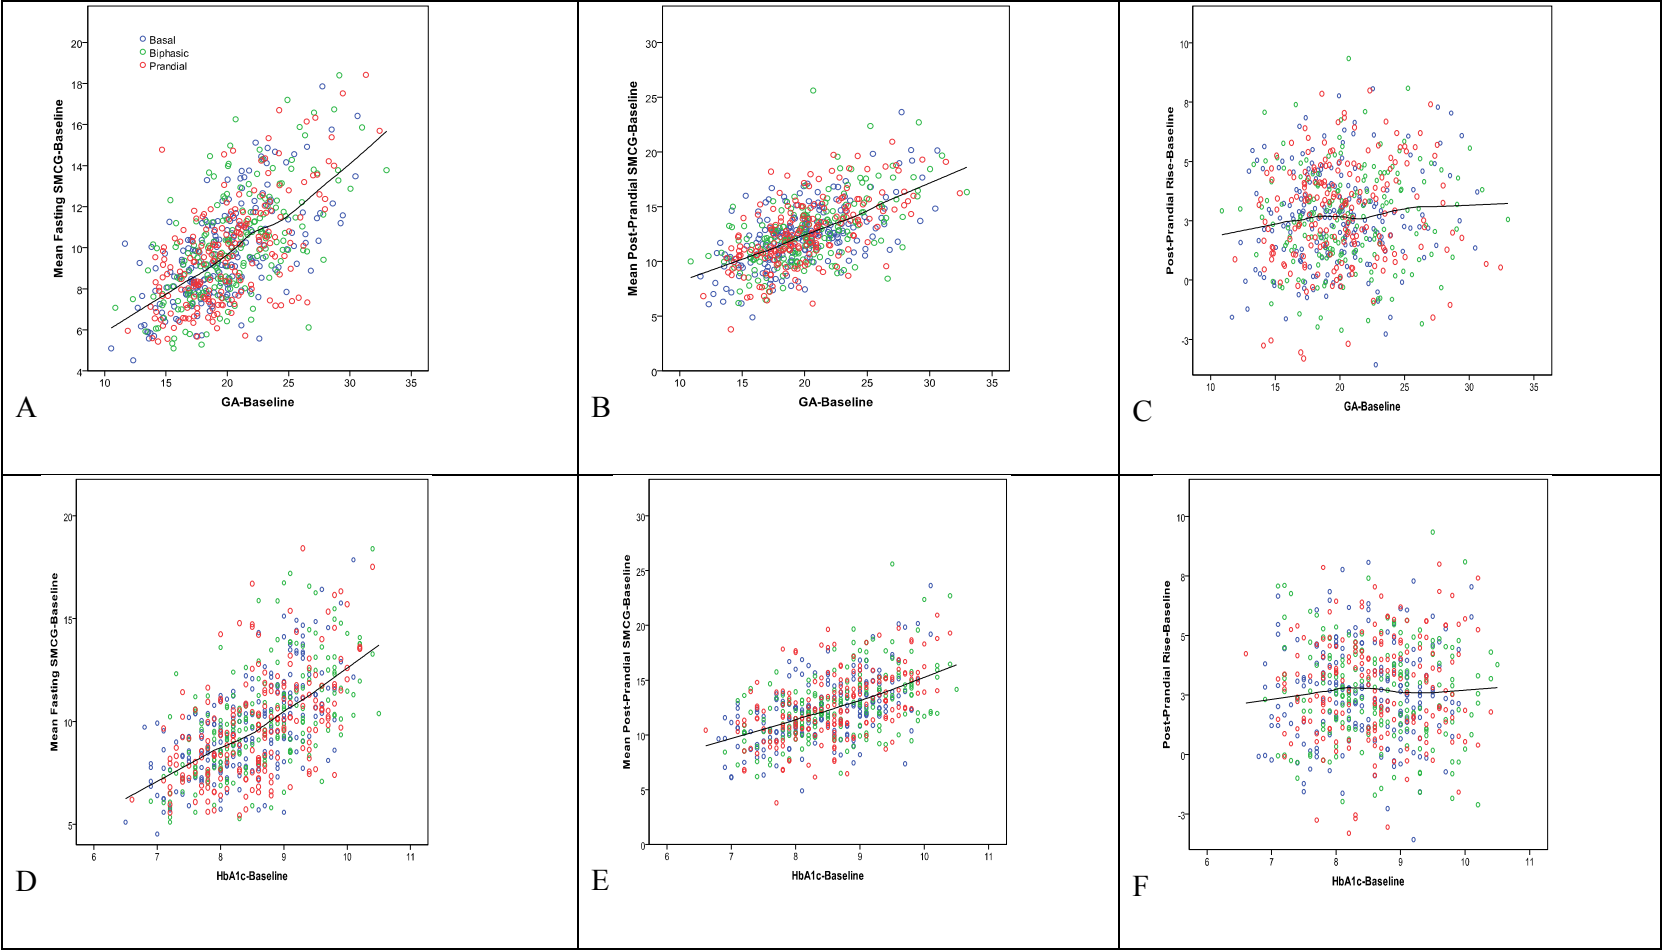 Mean Fasting SMCG-Baseline
20
18
16
14
12
10
8
6
4
Basal
Biphasic
Prandial
10 15 20 25 30 35
GA-Baseline
A
Mean Post-Prandial SMCG-Baseline
30
25
20
15
10
5
0
10 15 20 25 30 35
GA-Baseline
B
Post-Prandial Rise-Baseline
10
8
5
3
0
-3
10 15 20 25 30 35
GA-Baseline
C
Mean Fasting SMCG-Baseline
20
15
10
5
6 7 8 9 10 11
HbA1c-Baseline
D
Mean Post-Prandial SMCG-Baseline
30
25
20
15
10
5
0
6 7 8 9 10 11
HbA1c-Baseline
E
Post-Prandial Rise-Baseline
10
8
5
3
0
-3
6 7 8 9 10 11
HbA1c-Baseline
F